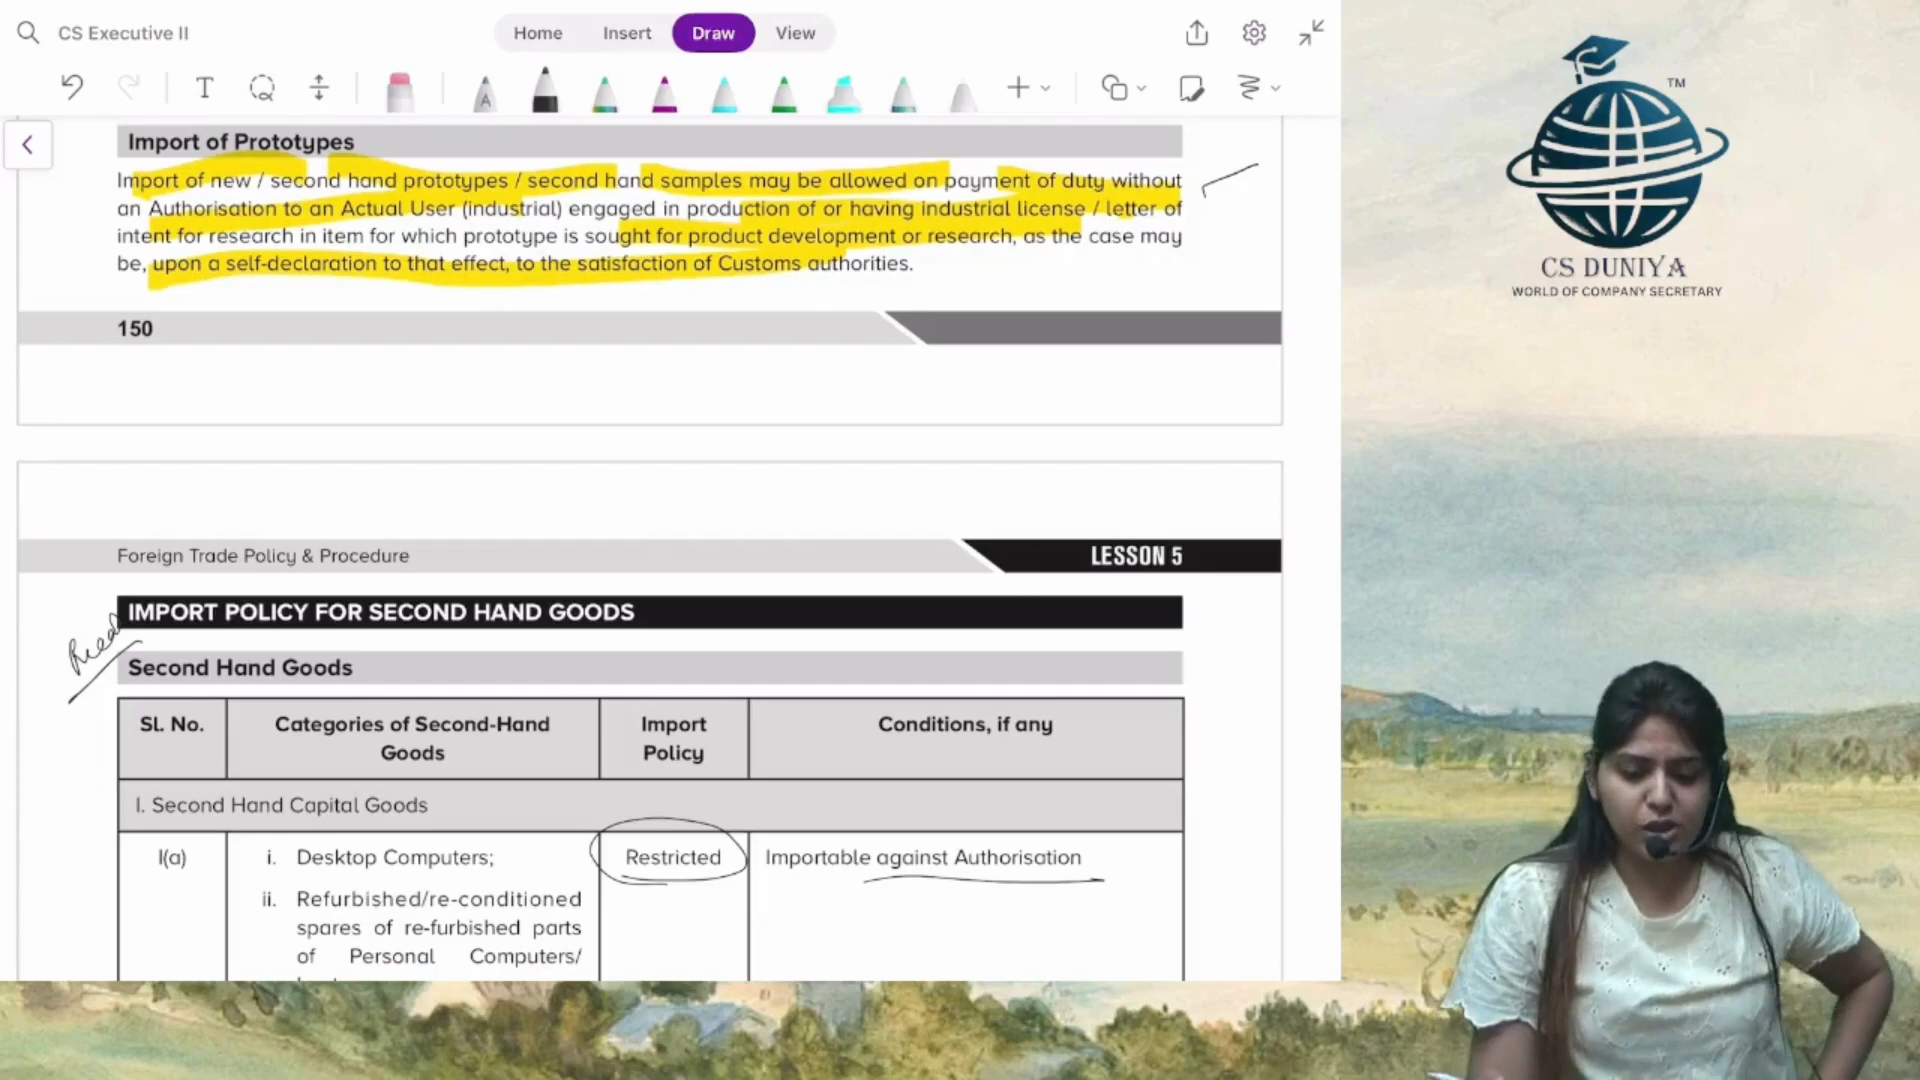 CS Executive II
Home Insert Draw View
T
A
Import of Prototypes
Import of new / second hand prototypes / second hand samples may be allowed on payment of duty without
an Authorisation to an Actual User (industrial) engaged in production of or having industrial license / letter of
intent for research in item for which prototype is sought for product development or research, as the case may
be, upon a self-declaration to that effect, to the satisfaction of Customs authorities.
150
Foreign Trade Policy & Procedure
LESSON 5
Read
IMPORT POLICY FOR SECOND HAND GOODS
Second Hand Goods
Sl. No. Categories of Second-Hand Goods Import Policy Conditions, if any
I. Second Hand Capital Goods
I(a) i. Desktop Computers; Restricted Importable against Authorisation
ii. Refurbished/re-conditioned
spares of re-furbished parts
of Personal Computers/
TM
CS DUNIYA
WORLD OF COMPANY SECRETARY